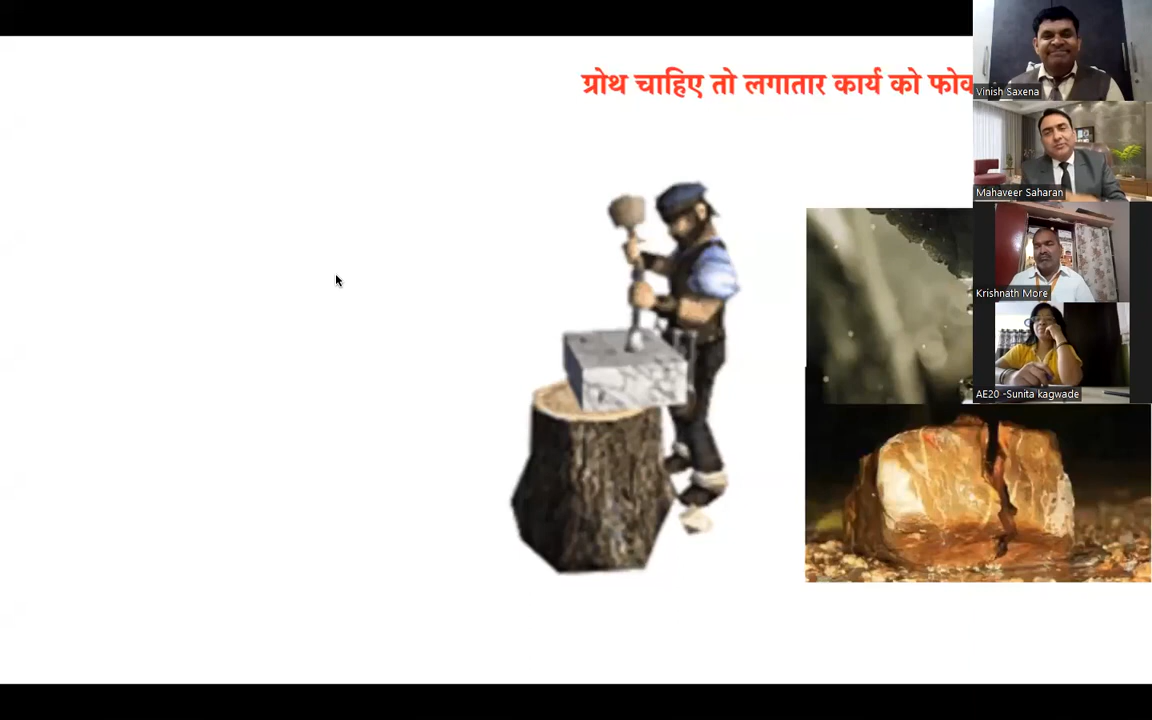 ग्रोथ चाहिए तो लगातार कार्य को
Vinish Saxena
Mahaveer Saharan
Krishnath More
AE20 -Sunita kagwade